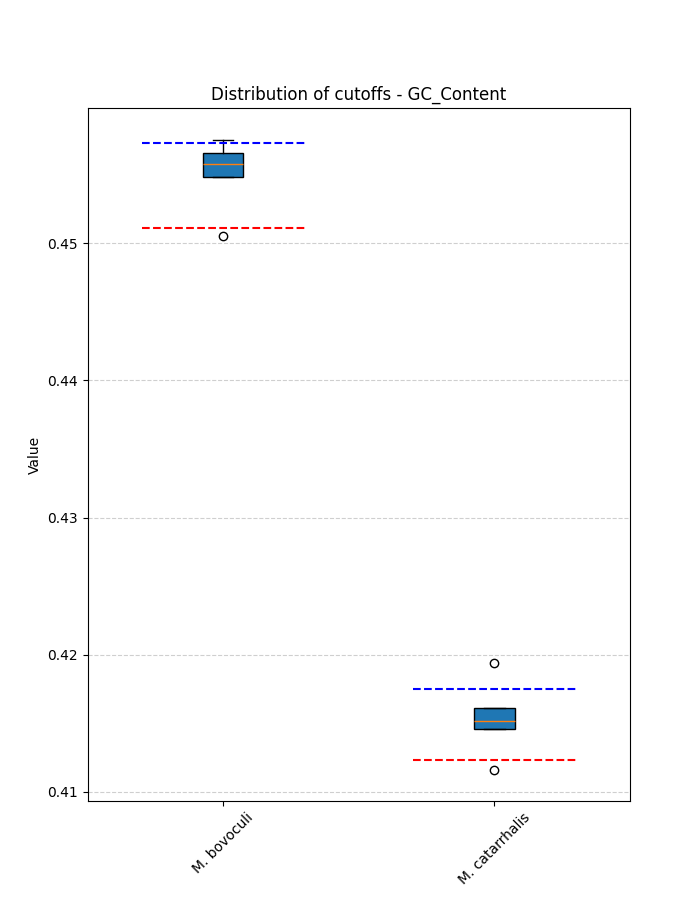 Distribution of cutoffs - GC_Content
Value
0.45
0.44
0.43
0.42
0.41
M. bovoculi
M. catarrhalis